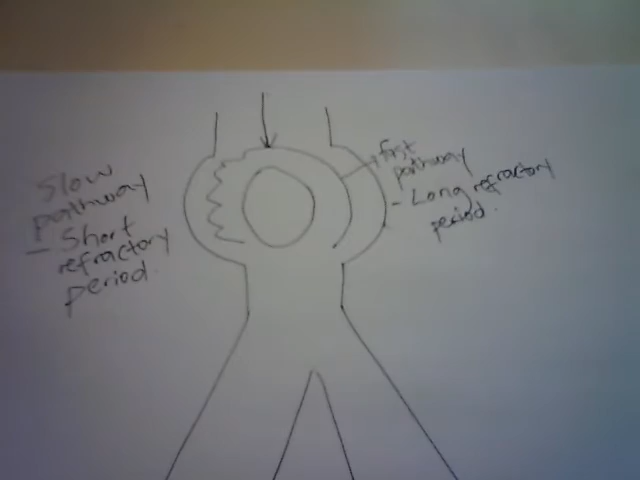 Slow
pathway
- Short
refractory
period.
fast
pathway
- Long refractory
period.